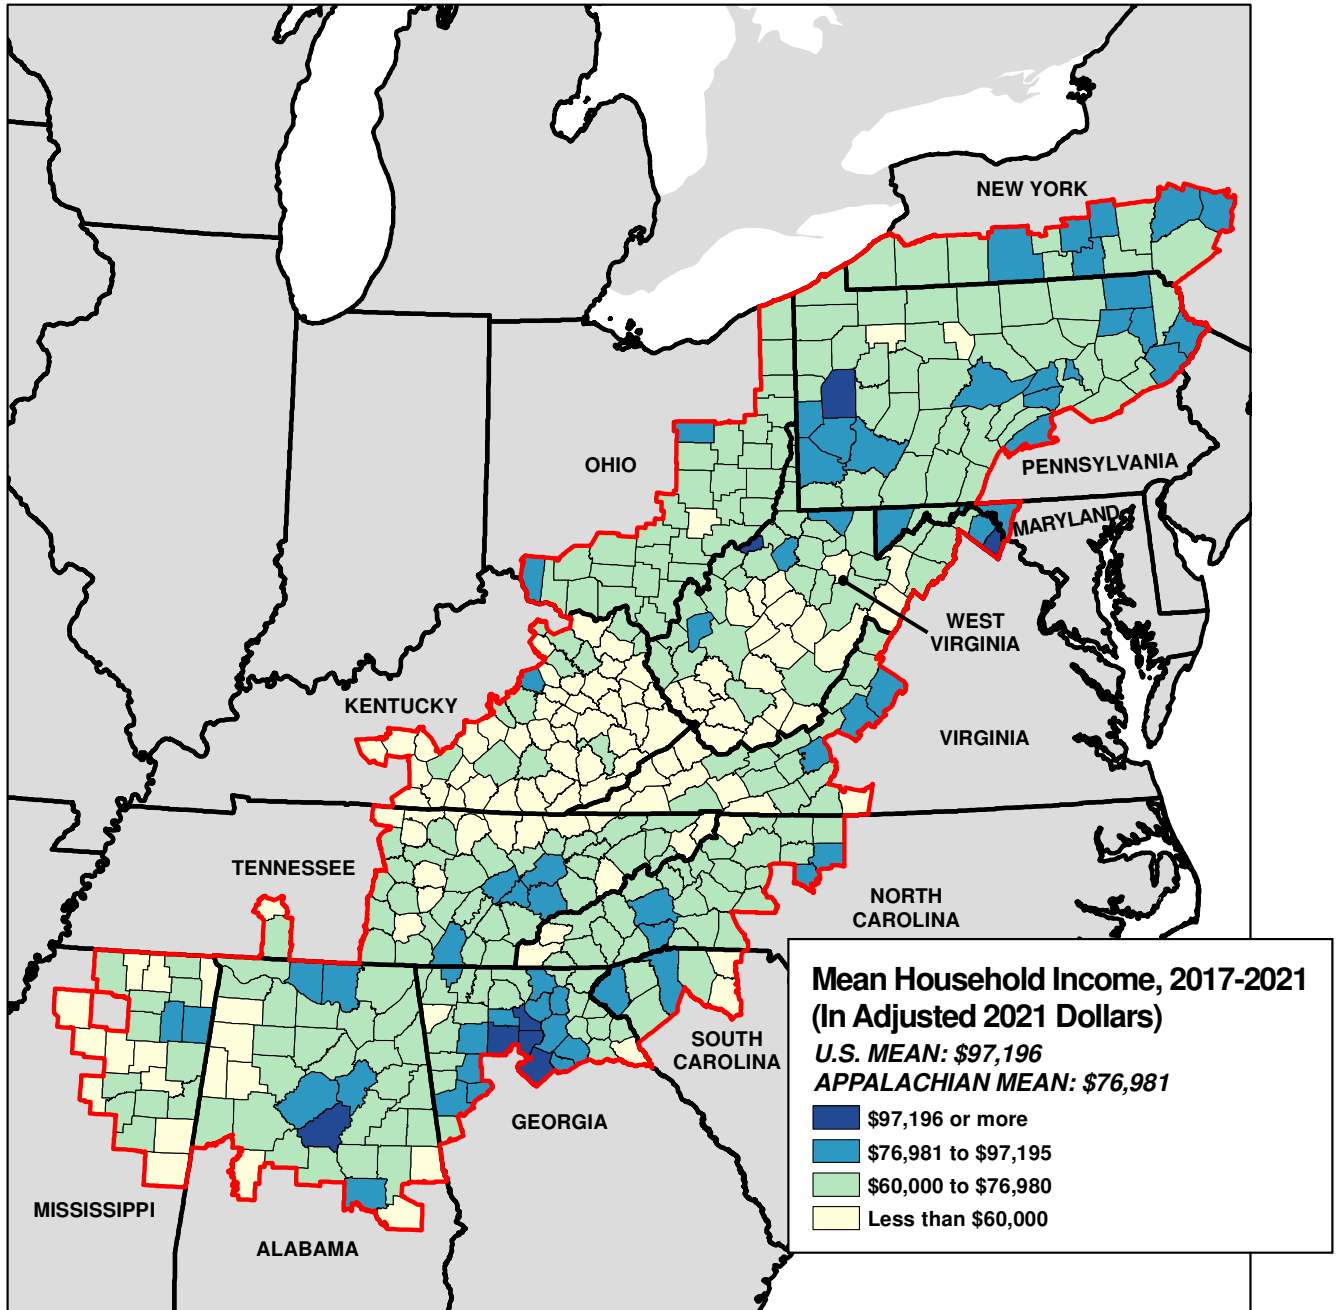 NEW YORK
OHIO
PENNSYLVANIA
MARYLAND
WEST
VIRGINIA
KENTUCKY
VIRGINIA
TENNESSEE
NORTH
CAROLINA
SOUTH
CAROLINA
GEORGIA
MISSISSIPPI
ALABAMA
Mean Household Income, 2017-2021
(In Adjusted 2021 Dollars)
U.S. MEAN: $97,196
APPALACHIAN MEAN: $76,981
$97,196 or more
$76,981 to $97,195
$60,000 to $76,980
Less than $60,000